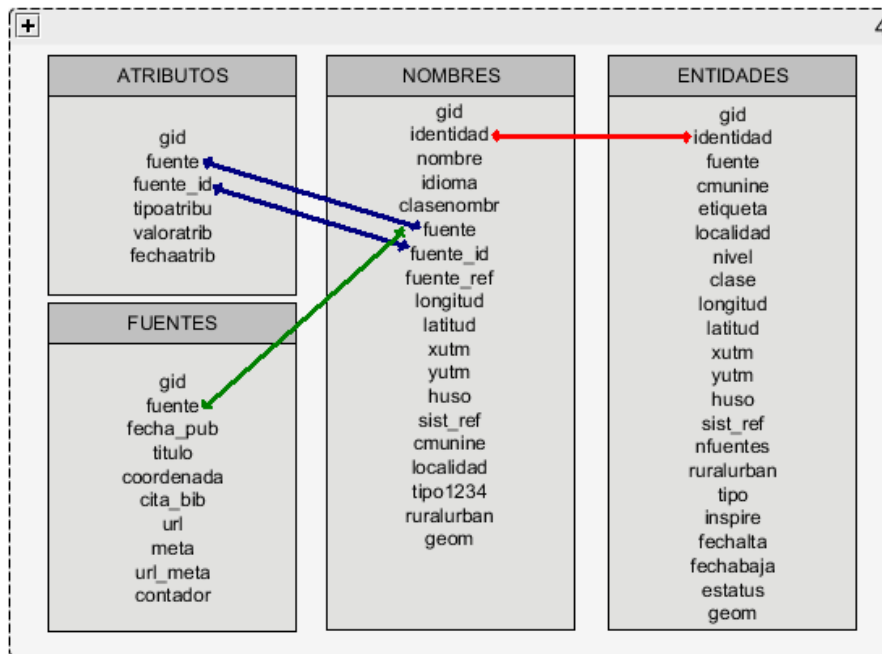 ATRIBUTOS
gid
fuente
fuente_id
tipoatribu
valoratrib
fechaatrib
FUENTES
gid
fuente
fecha_pub
titulo
coordenada
cita_bib
url
meta
url_meta
contador
NOMBRES
gid
identidad
nombre
idioma
clasenombr
fuente
fuente_id
fuente_ref
longitud
latitud
xutm
yutm
huso
sist_ref
cmunine
localidad
tipo1234
ruralurban
geom
ENTIDADES
gid
identidad
fuente
cmunine
etiqueta
localidad
nivel
clase
longitud
latitud
xutm
yutm
huso
sist_ref
nfuentes
ruralurban
tipo
inspire
fechalta
fechabaja
estatus
geom